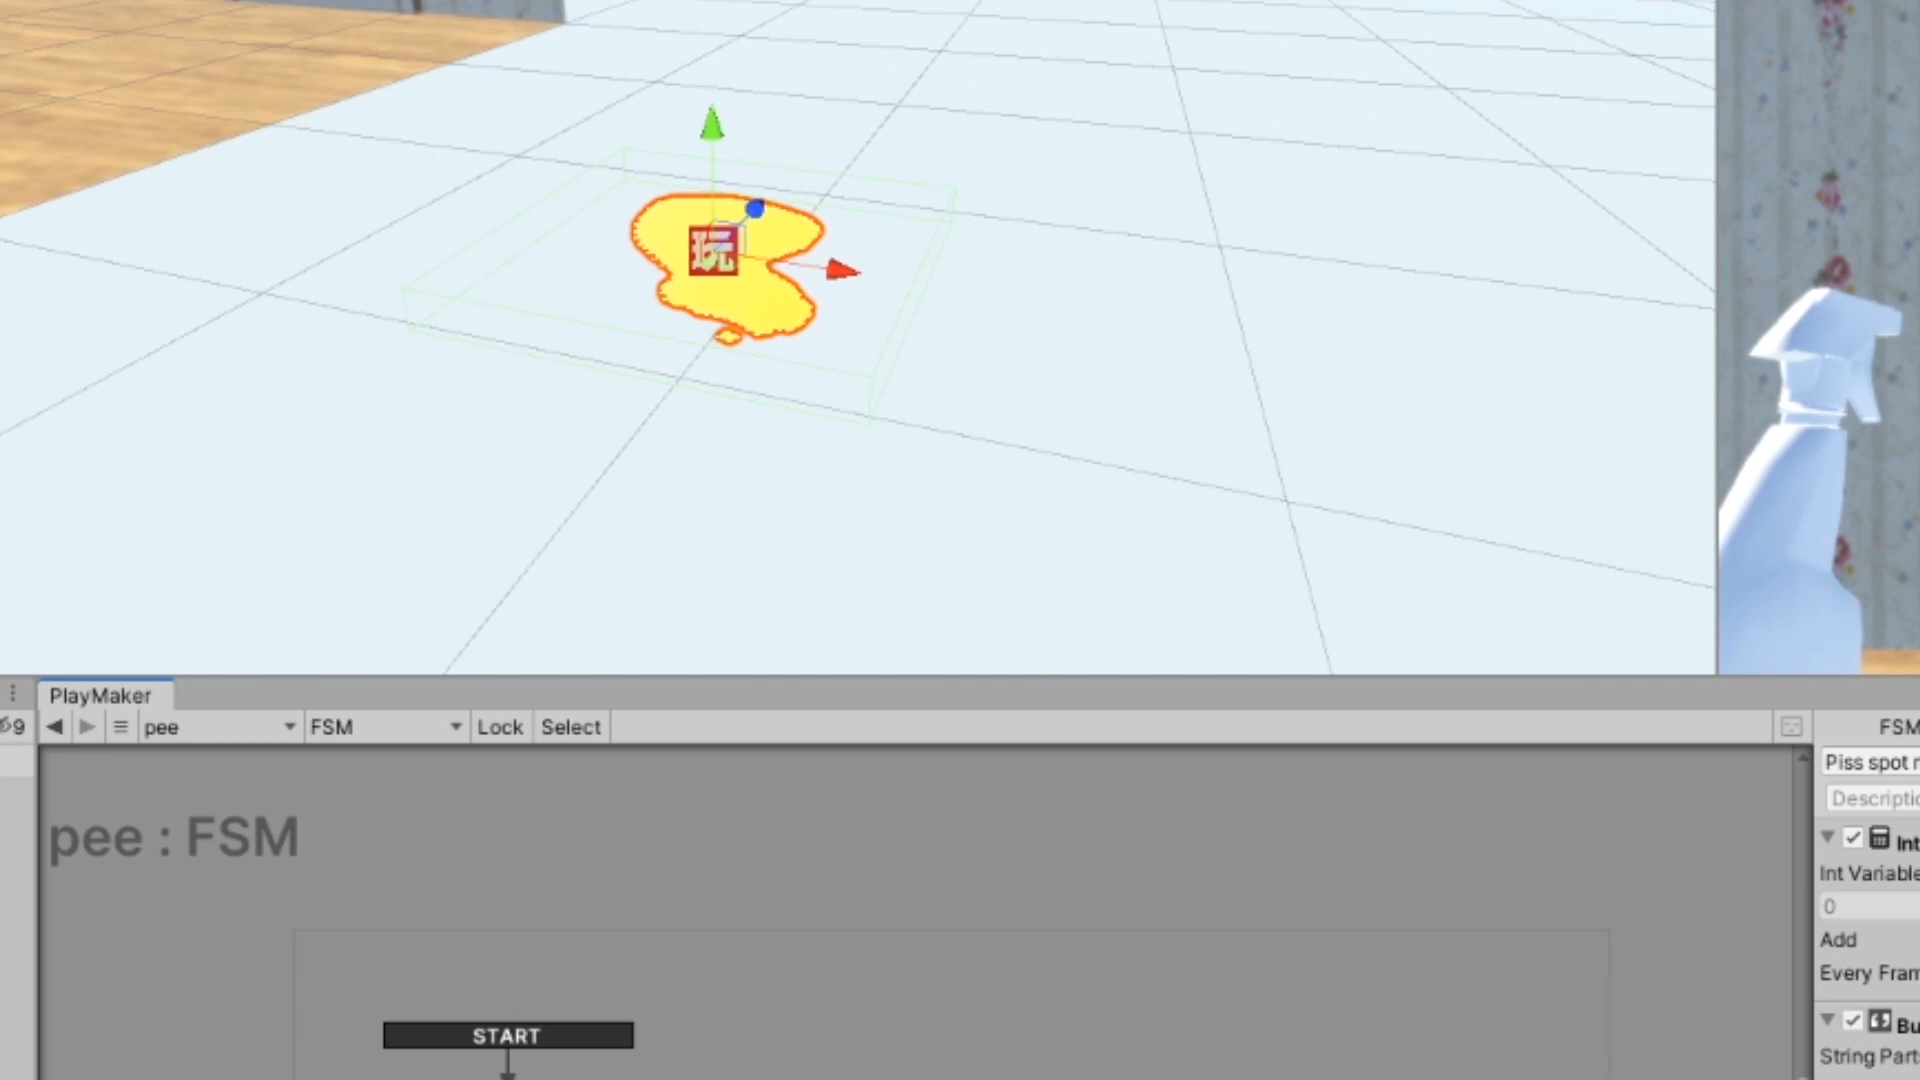 玩
PlayMaker
9
pee
FSM
Lock
Select
FSM
pee : FSM
Piss spot
Descriptio
Int
Int Variable
0
Add
Every Fram
START
Bu
String Part